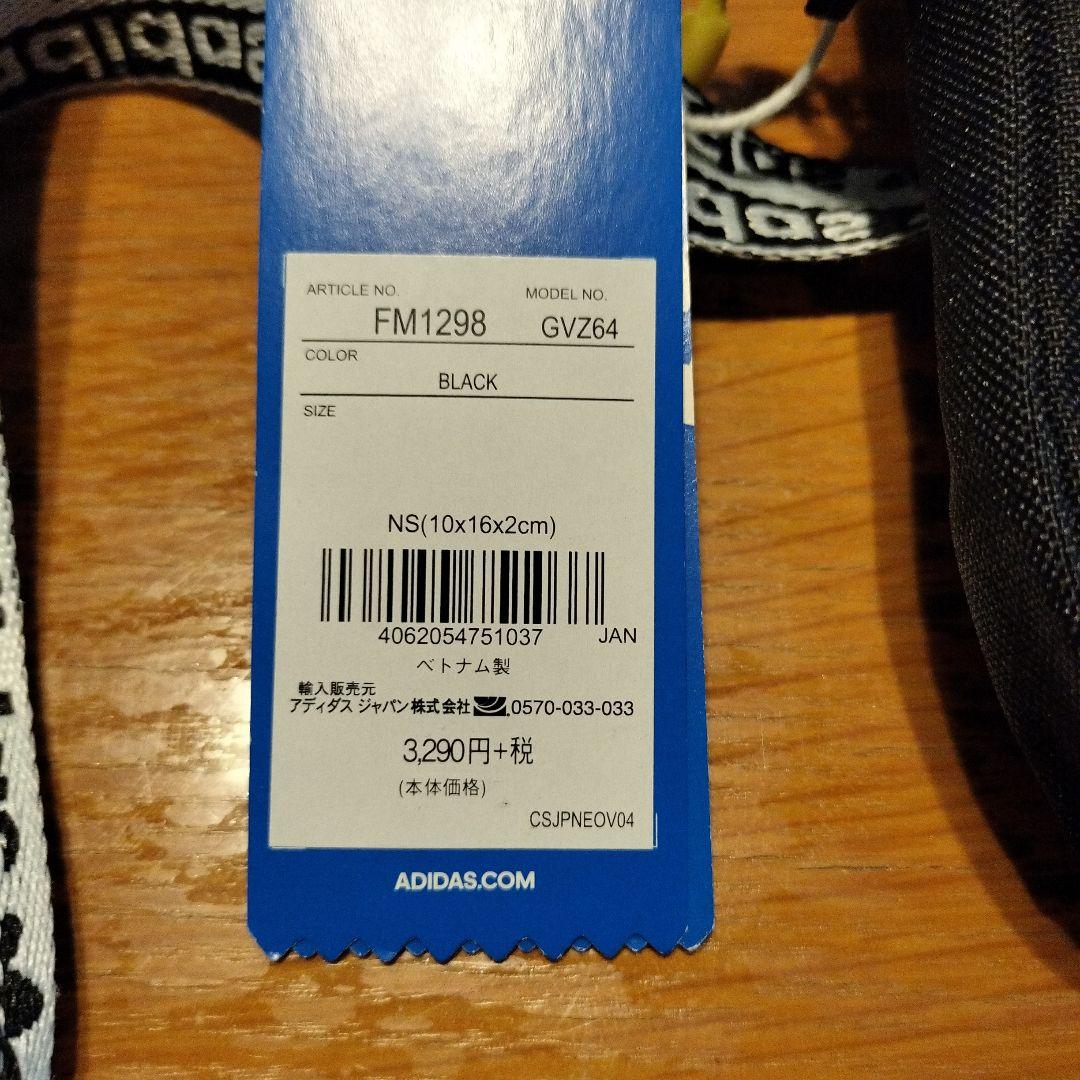 adidas
adidas
ARTICLE NO. MODEL NO.
FM1298 GVZ64
COLOR
BLACK
SIZE
NS(10x16x2cm)
4062054751037 JAN
ベトナム製
輸入販売元
アディダス ジャパン株式会社 0570-033-033
3,290円+税
(本体価格)
CSJPNEOV04
ADIDAS.COM